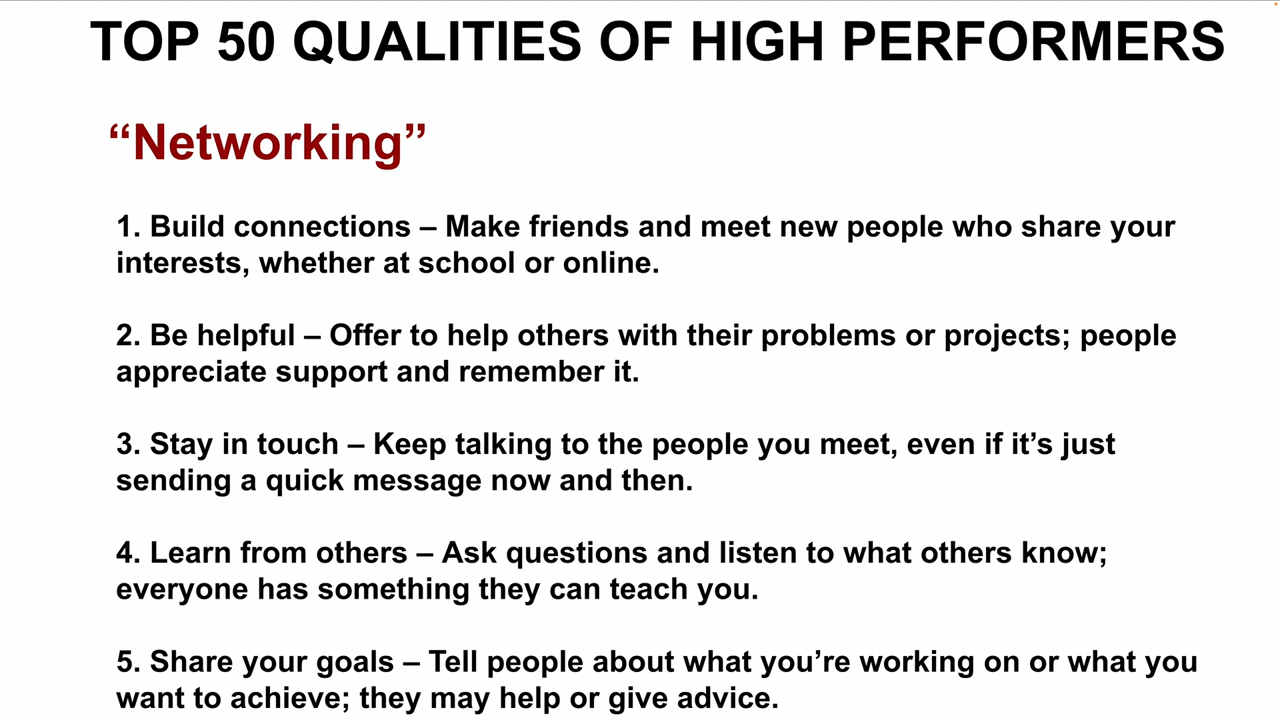 TOP 50 QUALITIES OF HIGH PERFORMERS
“Networking”
1. Build connections – Make friends and meet new people who share your
interests, whether at school or online.
2. Be helpful – Offer to help others with their problems or projects; people
appreciate support and remember it.
3. Stay in touch – Keep talking to the people you meet, even if it’s just
sending a quick message now and then.
4. Learn from others – Ask questions and listen to what others know;
everyone has something they can teach you.
5. Share your goals – Tell people about what you’re working on or what you
want to achieve; they may help or give advice.